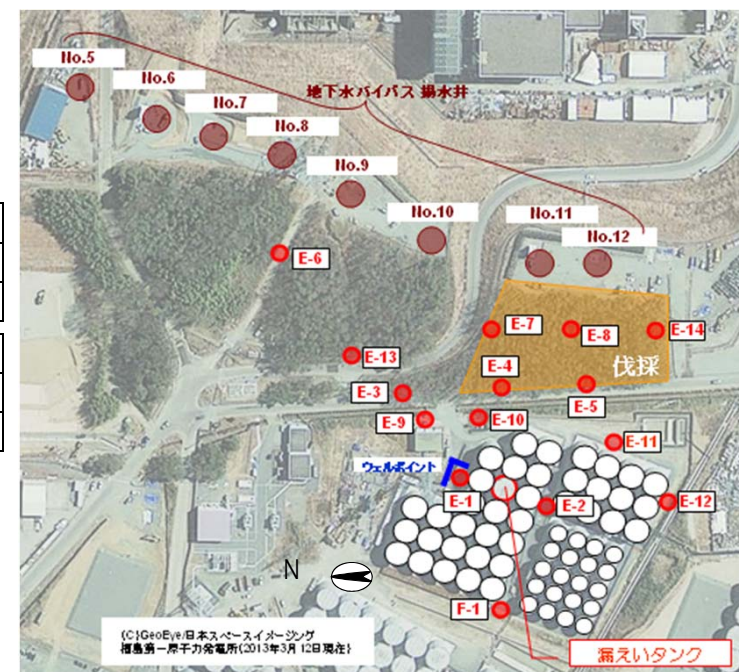 No.5
No.6
No.7
No.8
地下水バイパス 揚水井
No.9
No.10
No.11
No.12
E-6
E-7
E-8
E-14
E-13
伐採
E-4
E-3
E-5
E-9
E-10
E-11
ウェルポイント
E-1
E-2
E-12
N
F-1
(C)GeoEye/日本スペースイメージング
福島第一原子力発電所(2013年3月12日現在)
漏えいタンク